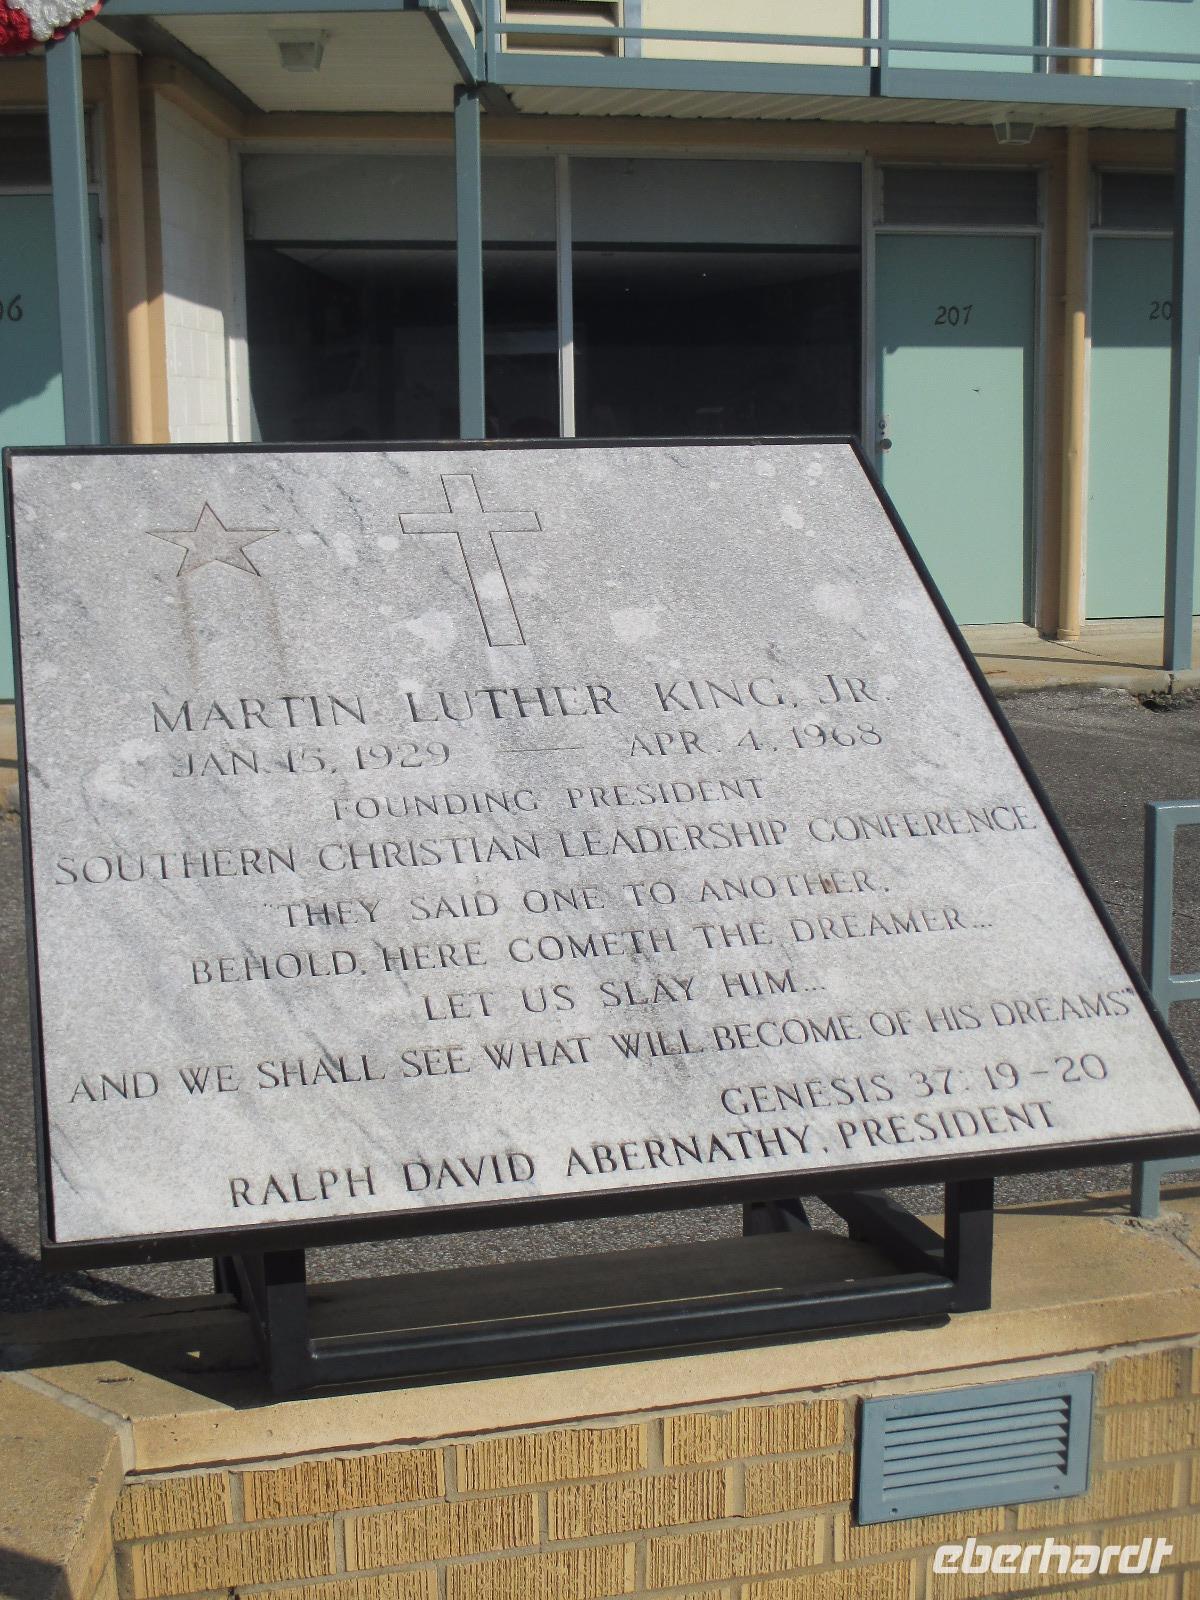 06
207
20
MARTIN LUTHER KING, JR.
JAN. 15, 1929 — APR. 4, 1968
FOUNDING PRESIDENT
SOUTHERN CHRISTIAN LEADERSHIP CONFERENCE
"THEY SAID ONE TO ANOTHER,
BEHOLD, HERE COMETH THE DREAMER...
LET US SLAY HIM...
AND WE SHALL SEE WHAT WILL BECOME OF HIS DREAMS"
GENESIS 37:19-20
RALPH DAVID ABERNATHY, PRESIDENT
eberhardt